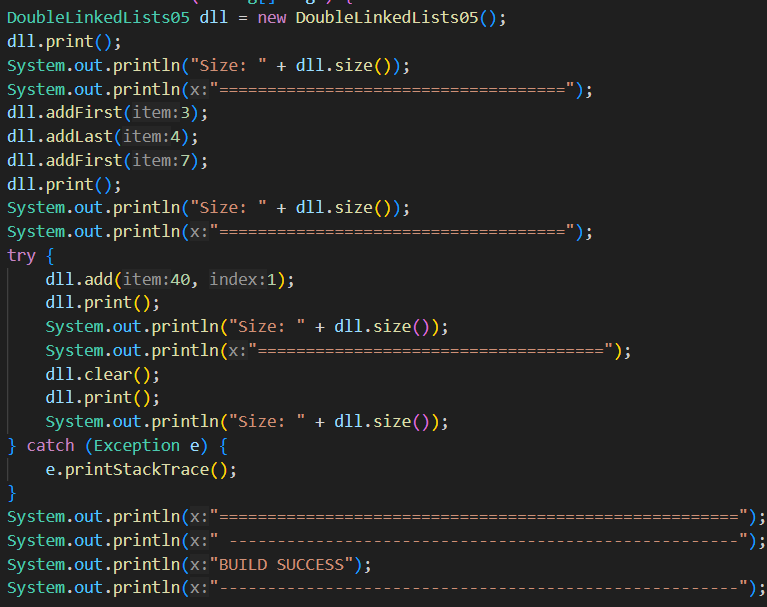 DoubleLinkedLists05 dll = new DoubleLinkedLists05();
dll.print();
System.out.println("Size: " + dll.size());
System.out.println(x:"====================================");
dll.addFirst(item:3);
dll.addLast(item:4);
dll.addFirst(item:7);
dll.print();
System.out.println("Size: " + dll.size());
System.out.println(x:"====================================");
try {
    dll.add(item:40, index:1);
    dll.print();
    System.out.println("Size: " + dll.size());
    System.out.println(x:"====================================");
    dll.clear();
    dll.print();
    System.out.println("Size: " + dll.size());
} catch (Exception e) {
    e.printStackTrace();
}
System.out.println(x:"======================================================");
System.out.println(x:" -----------------------------------------------------");
System.out.println(x:"BUILD SUCCESS");
System.out.println(x:"------------------------------------------------------");